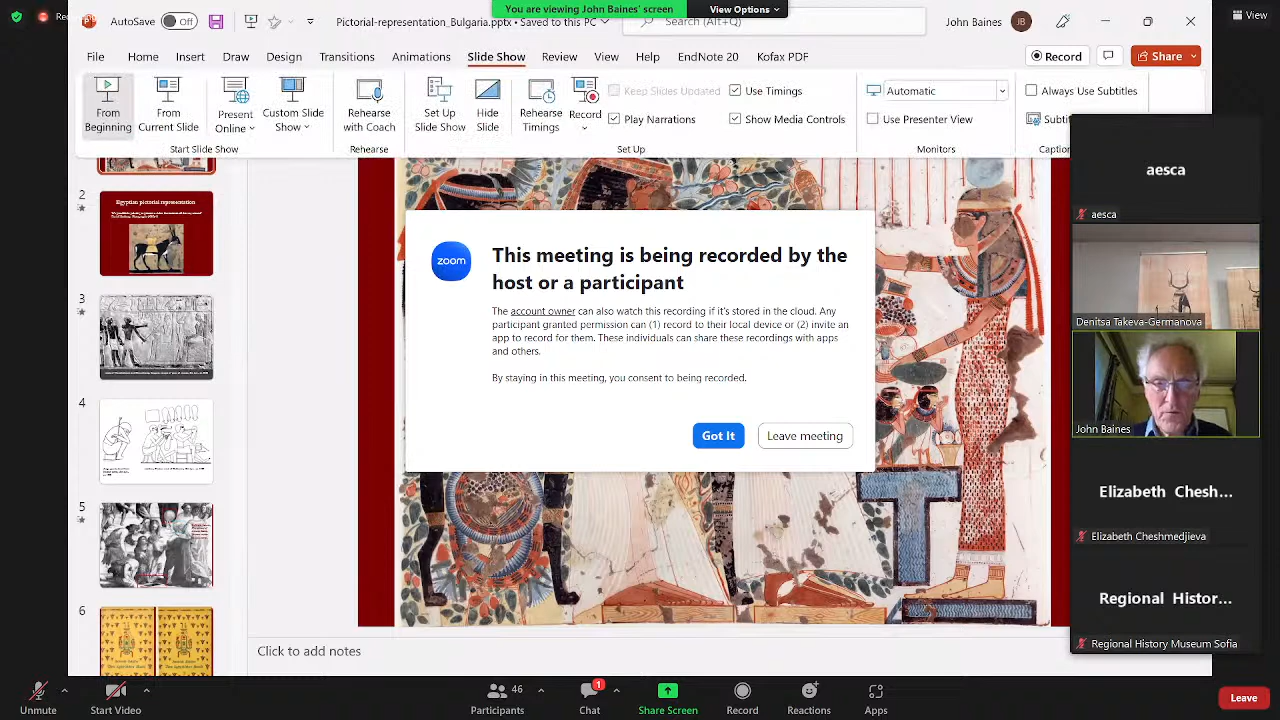 You are viewing John Baines' screen
View Options
View
AutoSave
Off
Pictorial-representation_Bulgaria.pptx • Saved to this PC
Search (Alt+Q)
John Baines
JB
File
Home
Insert
Draw
Design
Transitions
Animations
Slide Show
Review
View
Help
EndNote 20
Kofax PDF
Record
Share
From Beginning
From Current Slide
Present Online
Custom Slide Show
Start Slide Show
Rehearse with Coach
Rehearse
Set Up Slide Show
Hide Slide
Rehearse Timings
Record
Keep Slides Updated
Play Narrations
Use Timings
Show Media Controls
Set Up
Automatic
Use Presenter View
Monitors
Always Use Subtitles
2
Egyptian pictorial representation
3
4
5
6
zoom
This meeting is being recorded by the
host or a participant
The account owner can also watch this recording if it's stored in the cloud. Any
participant granted permission can (1) record to their local device or (2) invite an
app to record for them. These individuals can share these recordings with apps
and others.
By staying in this meeting, you consent to being recorded.
Got It
Leave meeting
aesca
aesca
Denitsa Takeva-Germanova
John Baines
Elizabeth Chesh...
Elizabeth Cheshmedjieva
Regional Histor...
Regional History Museum Sofia
Click to add notes
Unmute
Start Video
46
Participants
1
Chat
Share Screen
Record
Reactions
Apps
Leave